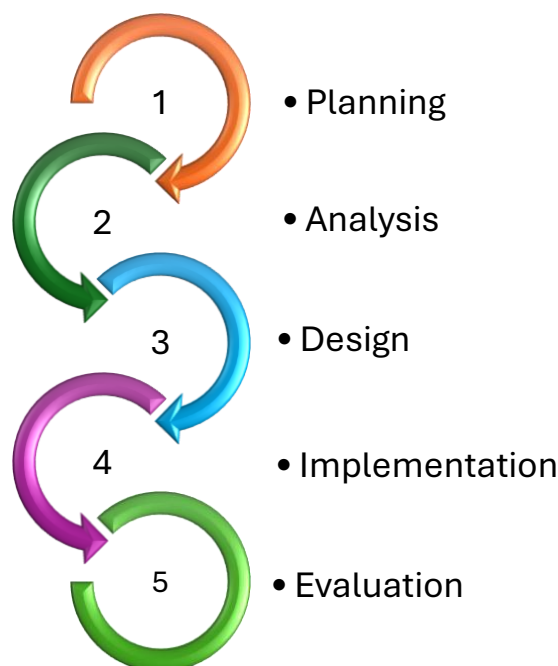 1 • Planning
2 • Analysis
3 • Design
4 • Implementation
5 • Evaluation